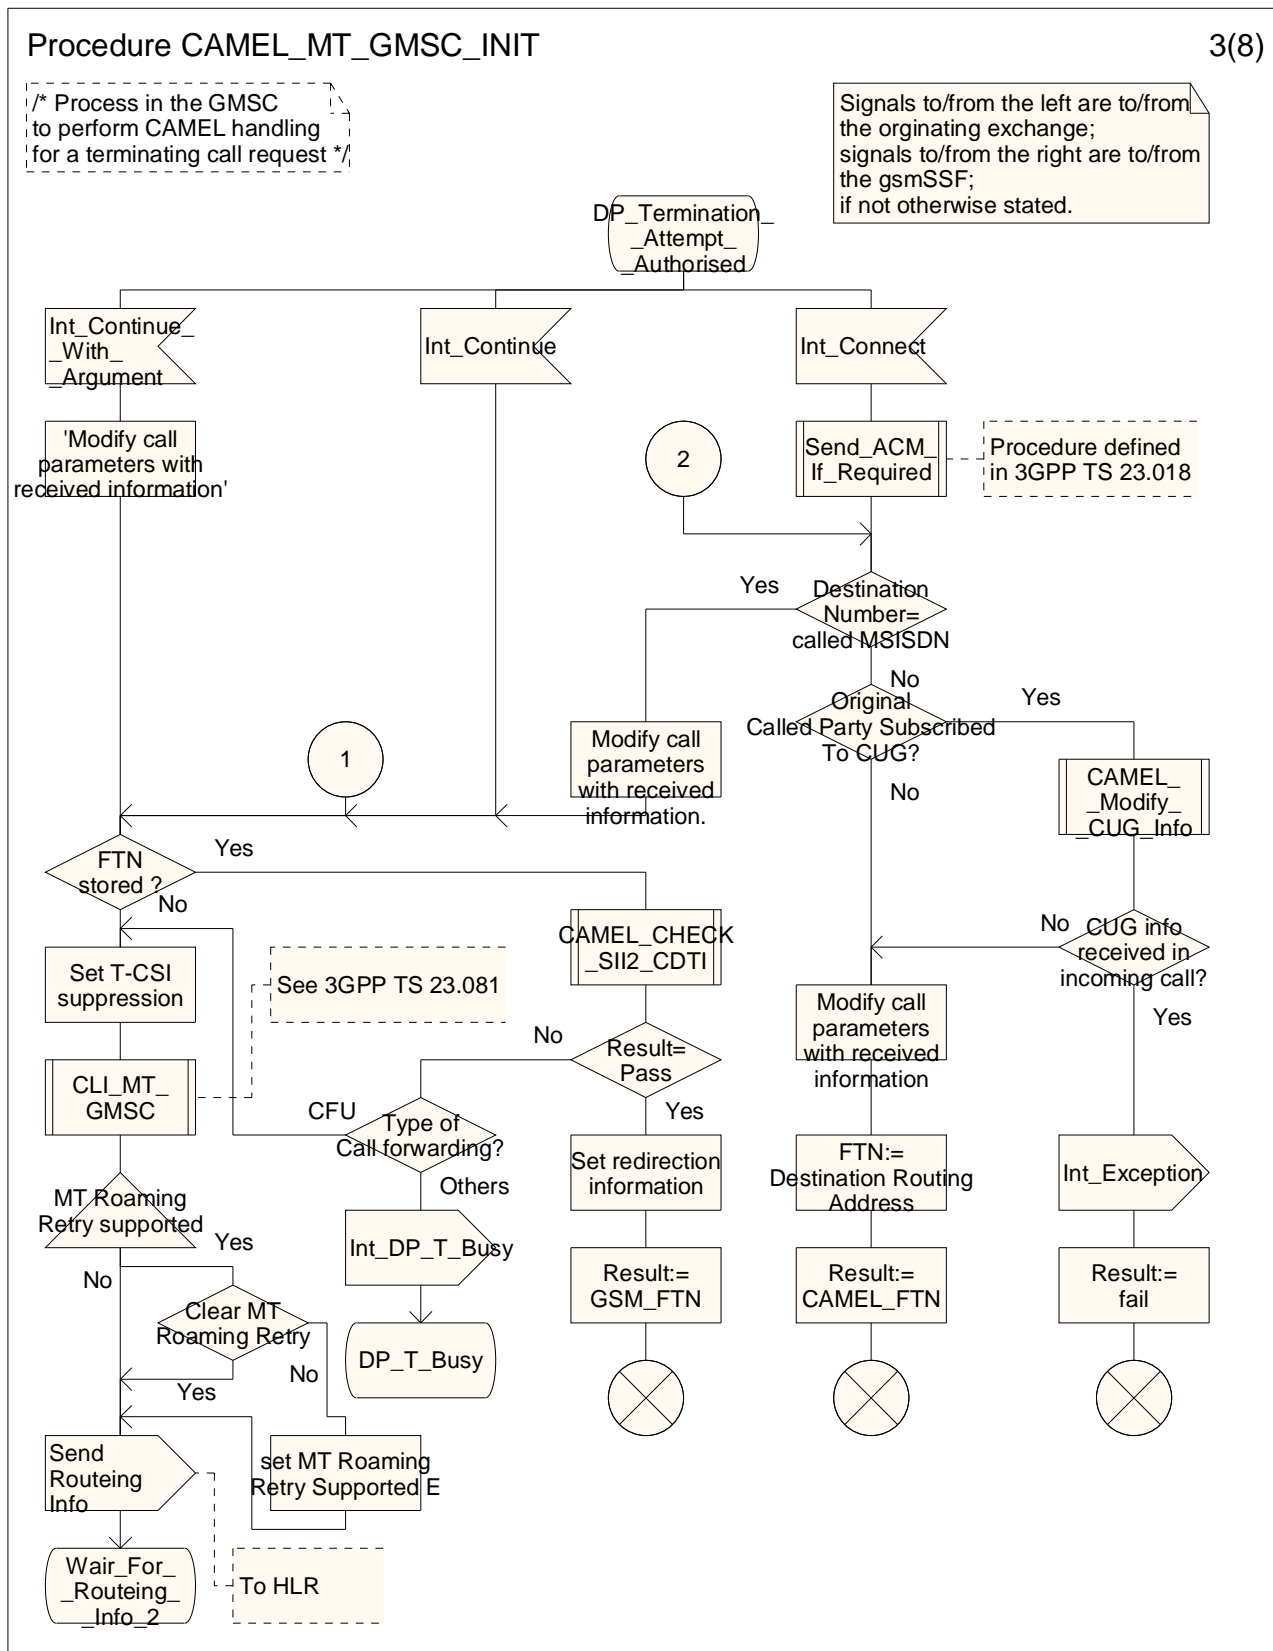 Procedure CAMEL_MT_GMSC_INIT
3(8)
/* Process in the GMSC
to perform CAMEL handling
for a terminating call request */
Signals to/from the left are to/from
the orginating exchange;
signals to/from the right are to/from
the gsmSSF;
if not otherwise stated.
DP_Termination_
_Attempt_
_Authorised
Int_Continue_
_With_
_Argument
Int_Continue
Int_Connect
'Modify call
parameters with
received information'
2
Send_ACM_
If_Required
Procedure defined
in 3GPP TS 23.018
Yes
Destination
Number=
called MSISDN
No
Original
Called Party Subscribed
To CUG?
Yes
No
1
Modify call
parameters
with received
information.
CAMEL_
_Modify_
_CUG_Info
FTN
stored ?
Yes
No
CAMEL_CHECK
_SII2_CDTI
No
CUG info
received in
incoming call?
Yes
Set T-CSI
suppression
See 3GPP TS 23.081
Modify call
parameters
with received
information
No
Result=
Pass
Yes
CLI_MT_
GMSC
CFU
Type of
Call forwarding?
Others
Set redirection
information
FTN:=
Destination Routing
Address
Int_Exception
MT Roaming
Retry supported
Yes
No
Int_DP_T_Busy
Result:=
GSM_FTN
Result:=
CAMEL_FTN
Result:=
fail
Clear MT
Roaming Retry
Yes
No
DP_T_Busy
Send
Routeing
Info
set MT Roaming
Retry Supported E
Wair_For_
_Routeing_
_Info_2
To HLR